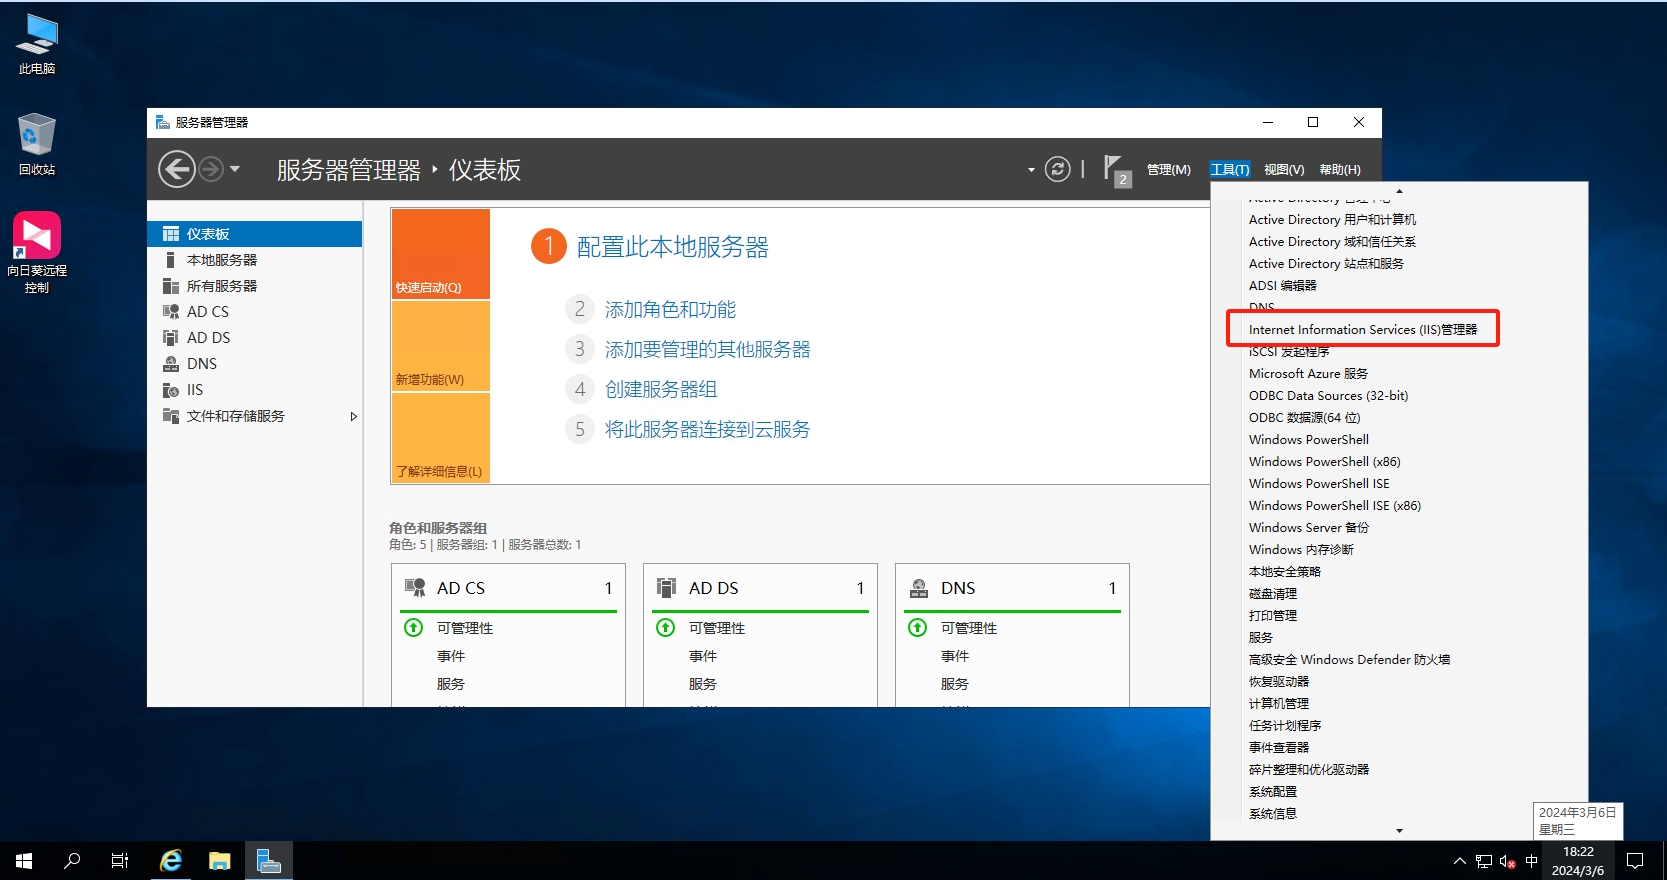 此电脑
回收站
向日葵远程
控制
服务器管理器
服务器管理器 仪表板
2
管理(M)
工具(T)
视图(V)
帮助(H)
仪表板
本地服务器
所有服务器
AD CS
AD DS
DNS
IIS
文件和存储服务
快速启动(Q)
新增功能(W)
了解详细信息(L)
1 配置此本地服务器
2 添加角色和功能
3 添加要管理的其他服务器
4 创建服务器组
5 将此服务器连接到云服务
角色和服务器组
角色: 5 | 服务器组: 1 | 服务器总数: 1
AD CS 1
可管理性
事件
服务
AD DS 1
可管理性
事件
服务
DNS 1
可管理性
事件
服务
Active Directory 管理中心
Active Directory 用户和计算机
Active Directory 域和信任关系
Active Directory 站点和服务
ADSI 编辑器
DNS
Internet Information Services (IIS)管理器
iSCSI 发起程序
Microsoft Azure 服务
ODBC Data Sources (32-bit)
ODBC 数据源(64 位)
Windows PowerShell
Windows PowerShell (x86)
Windows PowerShell ISE
Windows PowerShell ISE (x86)
Windows Server 备份
Windows 内存诊断
本地安全策略
磁盘清理
打印管理
服务
高级安全 Windows Defender 防火墙
恢复驱动器
计算机管理
任务计划程序
事件查看器
碎片整理和优化驱动器
系统配置
系统信息
2024年3月6日
星期三
中
18:22
2024/3/6